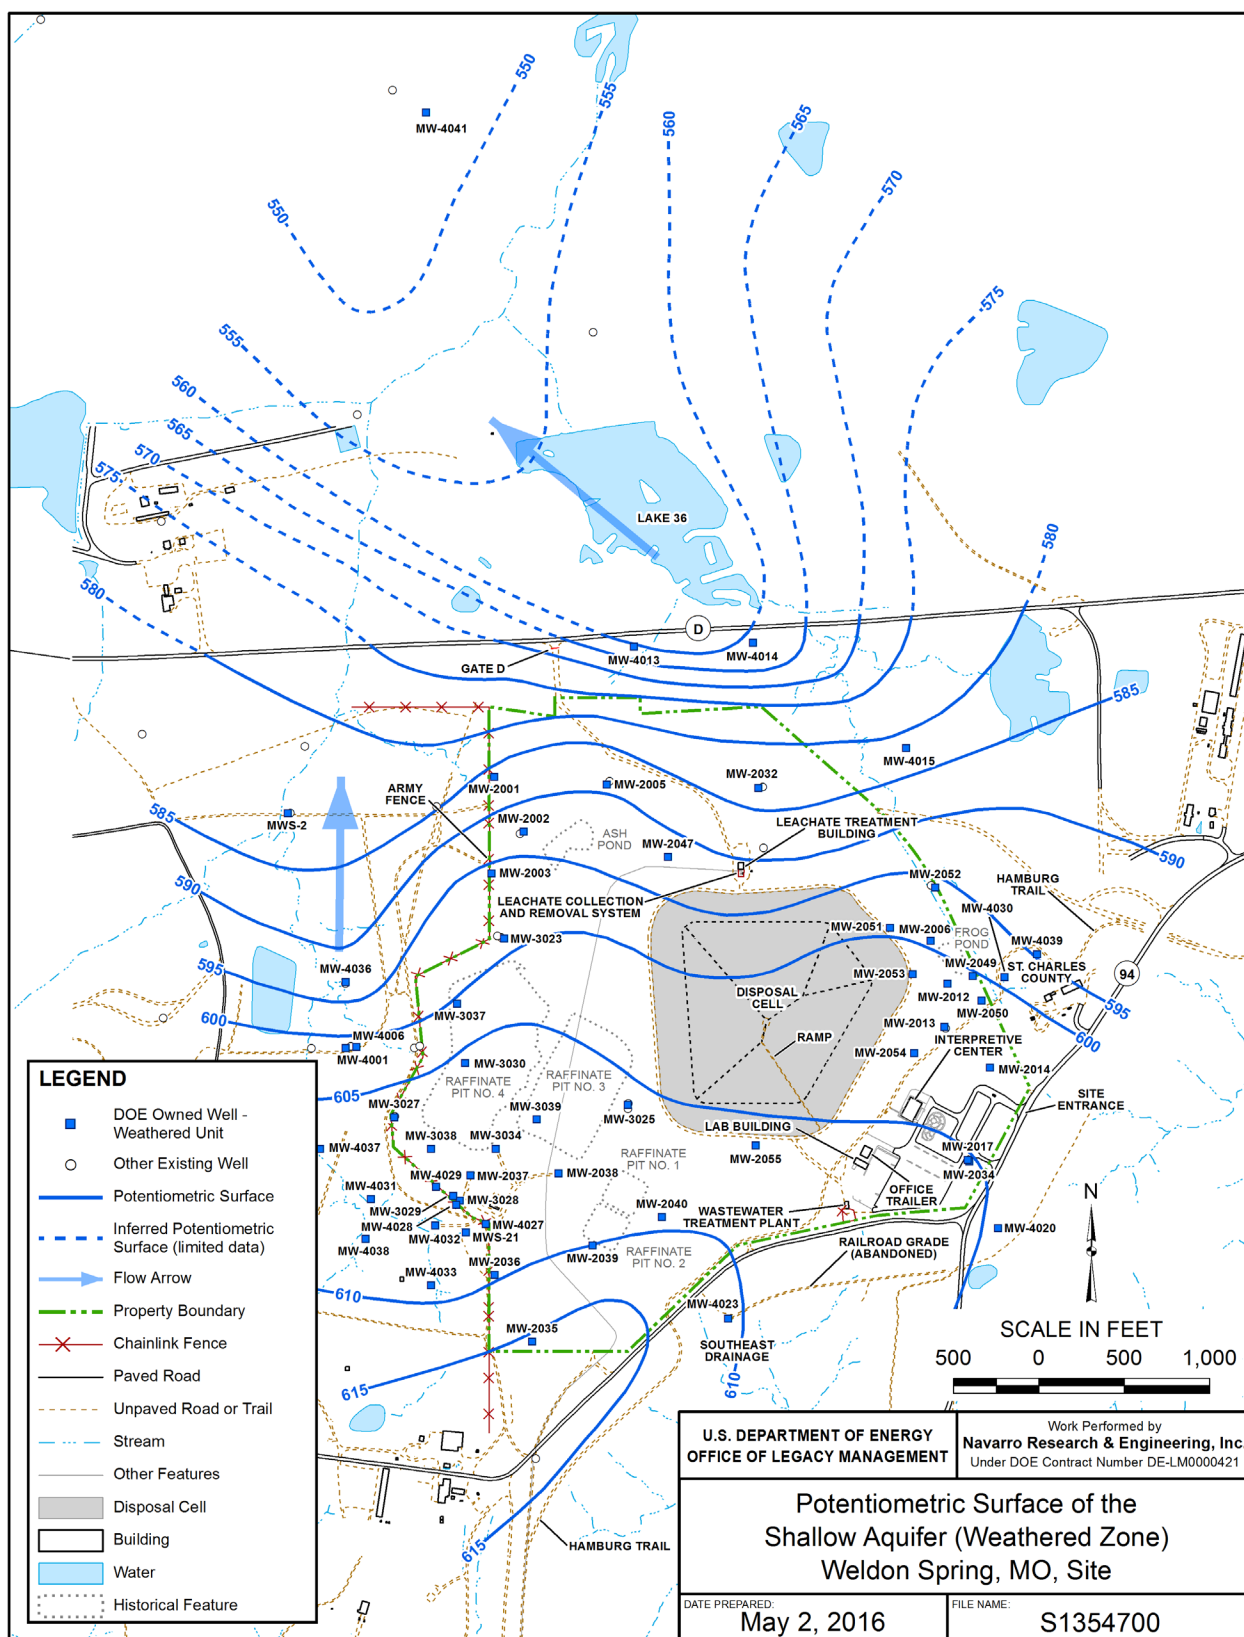 550
555
MW-4041
560
565
570
550
575
555
560
565
570
575
LAKE 36
580
580
D
MW-4013
MW-4014
GATE D
585
MW-4015
ARMY
FENCE
MW-2001
MW-2005
MW-2032
585
MWS-2
MW-2002
ASH
POND
LEACHATE TREATMENT
BUILDING
MW-2047
590
590
MW-2003
MW-2052
HAMBURG
TRAIL
LEACHATE COLLECTION
AND REMOVAL SYSTEM
MW-4030
MW-2051
MW-2006
FROG
POND
MW-3023
MW-4039
595
MW-4036
MW-2053
MW-2049
ST. CHARLES
COUNTY
94
MW-2012
DISPOSAL
CELL
MW-3037
MW-2050
595
600
MW-2013
MW-4006
RAMP
INTERPRETIVE
CENTER
600
MW-4001
MW-2054
MW-3030
MW-2014
RAFFINATE
PIT NO. 4
RAFFINATE
PIT NO. 3
605
SITE
ENTRANCE
MW-3027
MW-3039
MW-3025
LAB BUILDING
MW-4037
MW-3038
MW-3034
RAFFINATE
PIT NO. 1
MW-2055
MW-2017
MW-2034
MW-4029
MW-2037
MW-2038
MW-4031
OFFICE
TRAILER
MW-3028
MW-3029
MW-2040
WASTEWATER
TREATMENT PLANT
N
MW-4028
MW-4027
MW-4020
MW-4032
MWS-21
MW-4038
MW-2039
RAFFINATE
PIT NO. 2
RAILROAD GRADE
(ABANDONED)
MW-2036
MW-4033
610
MW-4023
MW-2035
SOUTHEAST
DRAINAGE
610
615
615
HAMBURG TRAIL
SCALE IN FEET
500 0 500 1,000
LEGEND
DOE Owned Well -
Weathered Unit
Other Existing Well
Potentiometric Surface
Inferred Potentiometric
Surface (limited data)
Flow Arrow
Property Boundary
Chainlink Fence
Paved Road
Unpaved Road or Trail
Stream
Other Features
Disposal Cell
Building
Water
Historical Feature
U.S. DEPARTMENT OF ENERGY
OFFICE OF LEGACY MANAGEMENT
Work Performed by
Navarro Research & Engineering, Inc.
Under DOE Contract Number DE-LM0000421
Potentiometric Surface of the
Shallow Aquifer (Weathered Zone)
Weldon Spring, MO, Site
DATE PREPARED:
May 2, 2016
FILE NAME:
S1354700